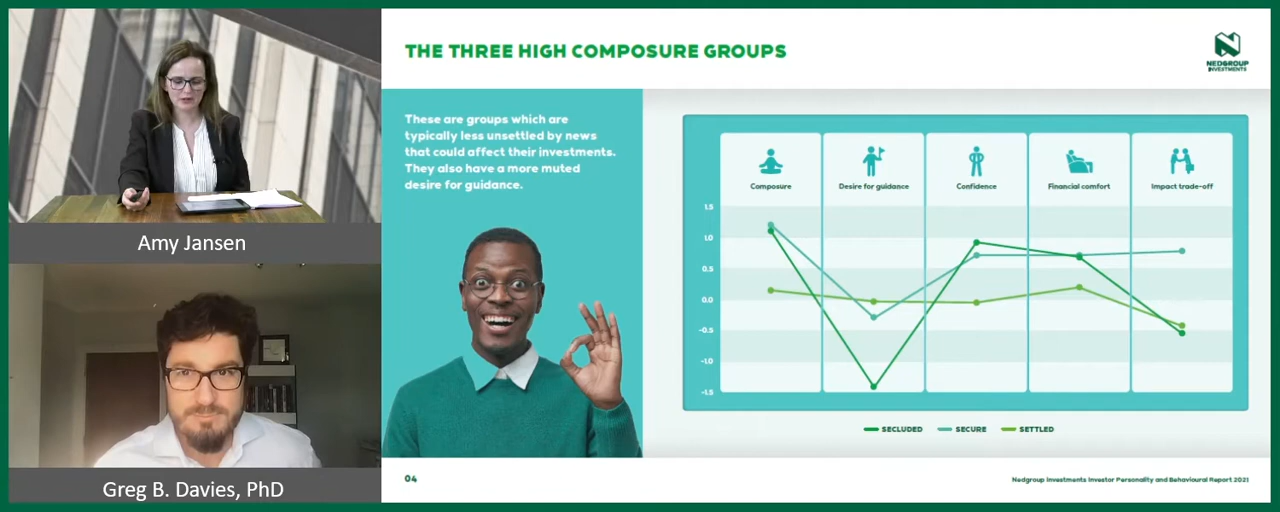 Amy Jansen
Greg B. Davies, PhD
THE THREE HIGH COMPOSURE GROUPS
NEDGROUP
INVESTMENTS
These are groups which are
typically less unsettled by news
that could affect their investments.
They also have a more muted
desire for guidance.
Composure
Desire for guidance
Confidence
Financial comfort
Impact trade-off
1.5
1.0
0.5
0.0
-0.5
-1.0
-1.5
SECLUDED
SECURE
SETTLED
04
Nedgroup Investments Investor Personality and Behavioural Report 2021